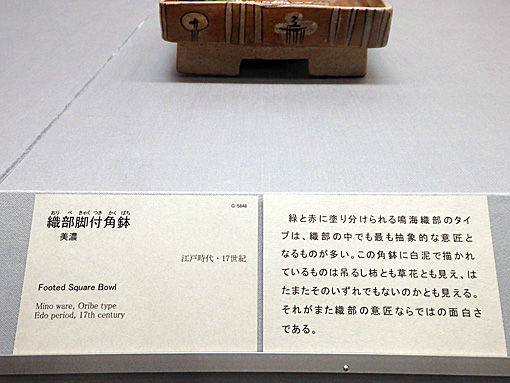 G-5848
おりべきゃくつきかくばち
織部脚付角鉢
美濃
江戸時代・17世紀
Footed Square Bowl
Mino ware, Oribe type
Edo period, 17th century
緑と赤に塗り分けられる鳴海織部のタイ
プは、織部の中でも最も抽象的な意匠と
なるものが多い。この角鉢に白泥で描かれ
ているものは吊るし柿とも草花とも見え、は
たまたそのいずれでもないのかとも見える。
それがまた織部の意匠ならではの面白さ
である。